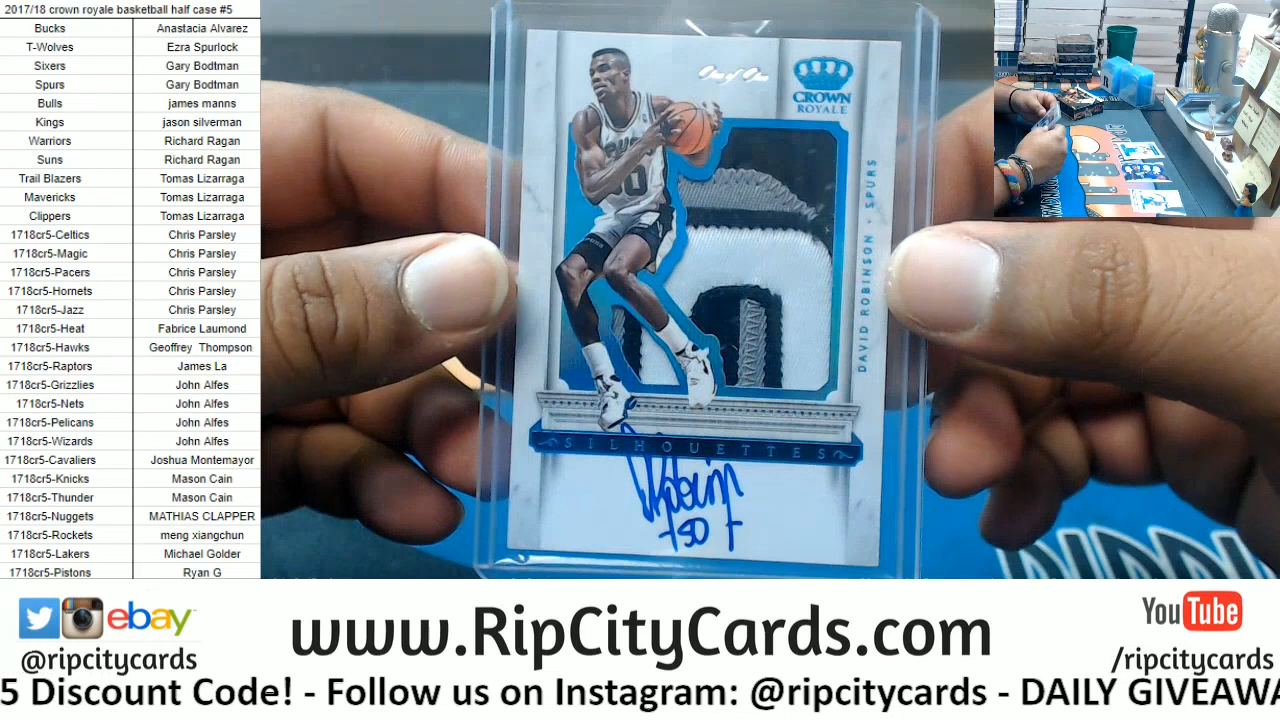 2017/18 crown royale basketball half case #5
Bucks Anastacia Alvarez
T-Wolves Ezra Spurlock
Sixers Gary Bodtman
Spurs Gary Bodtman
Bulls james manns
Kings jason silverman
Warriors Richard Ragan
Suns Richard Ragan
Trail Blazers Tomas Lizarraga
Mavericks Tomas Lizarraga
Clippers Tomas Lizarraga
1718cr5-Celtics Chris Parsley
1718cr5-Magic Chris Parsley
1718cr5-Pacers Chris Parsley
1718cr5-Hornets Chris Parsley
1718cr5-Jazz Chris Parsley
1718cr5-Heat Fabrice Laumond
1718cr5-Hawks Geoffrey Thompson
1718cr5-Raptors James La
1718cr5-Grizzlies John Alfes
1718cr5-Nets John Alfes
1718cr5-Pelicans John Alfes
1718cr5-Wizards John Alfes
1718cr5-Cavaliers Joshua Montemayor
1718cr5-Knicks Mason Cain
1718cr5-Thunder Mason Cain
1718cr5-Nuggets MATHIAS CLAPPER
1718cr5-Rockets meng xiangchun
1718cr5-Lakers Michael Golder
1718cr5-Pistons Ryan G
One of One
CROWN
ROYALE
DAVID ROBINSON - SPURS
SILHOUETTES
50
ebay
@ripcitycards
www.RipCityCards.com
YouTube
/ripcitycards
5 Discount Code! - Follow us on Instagram: @ripcitycards - DAILY GIVEAWA